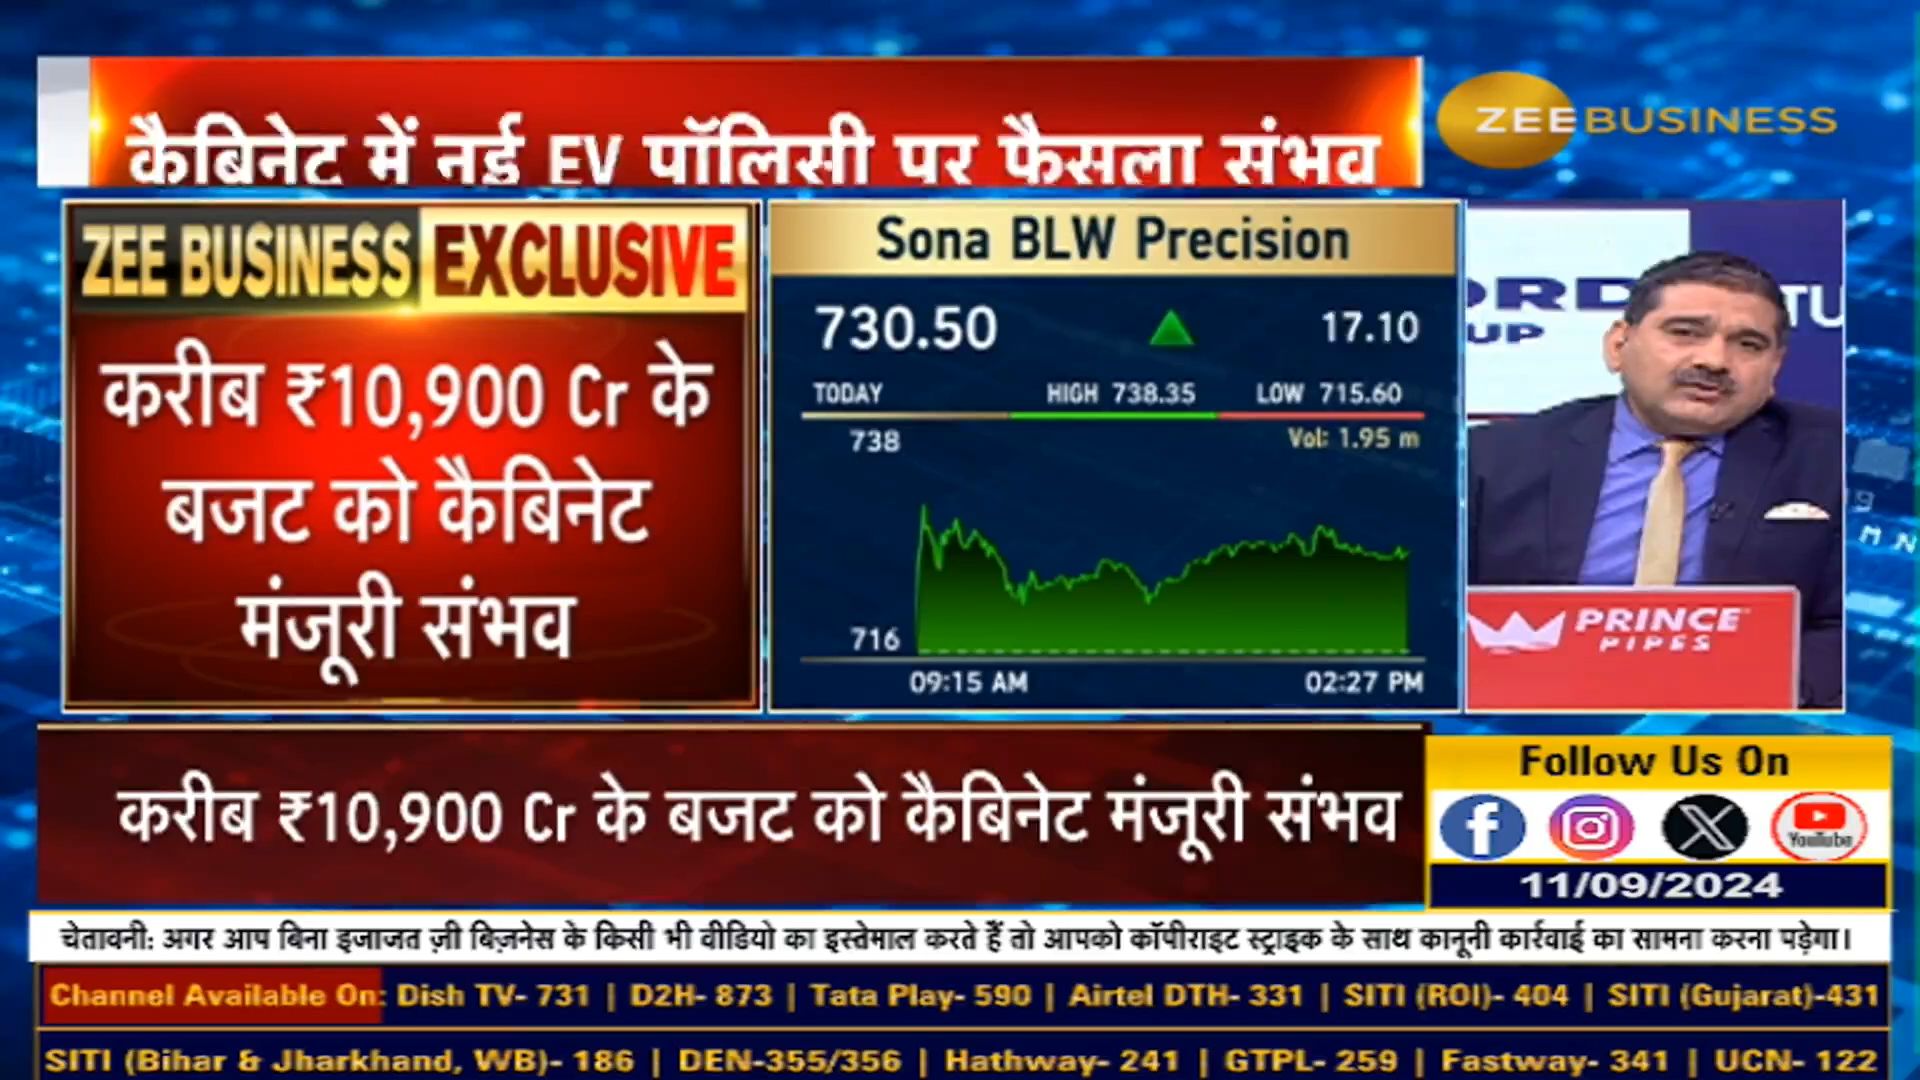 कैबिनेट में नई EV पॉलिसी पर फैसला संभव
ZEE BUSINESS
ZEE BUSINESS EXCLUSIVE
करीब ₹10,900 Cr के
बजट को कैबिनेट
मंजूरी संभव
Sona BLW Precision
730.50 17.10
TODAY HIGH 738.35 LOW 715.60
738 Vol: 1.95 m
716
09:15 AM 02:27 PM
PRINCE
PIPES
करीब ₹10,900 Cr के बजट को कैबिनेट मंजूरी संभव
Follow Us On
YouTube
11/09/2024
चेतावनी: अगर आप बिना इजाजत ज़ी बिज़नेस के किसी भी वीडियो का इस्तेमाल करते हैं तो आपको कॉपीराइट स्ट्राइक के साथ कानूनी कार्रवाई का सामना करना पड़ेगा।
Channel Available On: Dish TV- 731 | D2H- 873 | Tata Play- 590 | Airtel DTH- 331 | SITI (ROI)- 404 | SITI (Gujarat)-431
SITI (Bihar & Jharkhand, WB)- 186 | DEN-355/356 | Hathway- 241 | GTPL- 259 | Fastway- 341 | UCN- 122